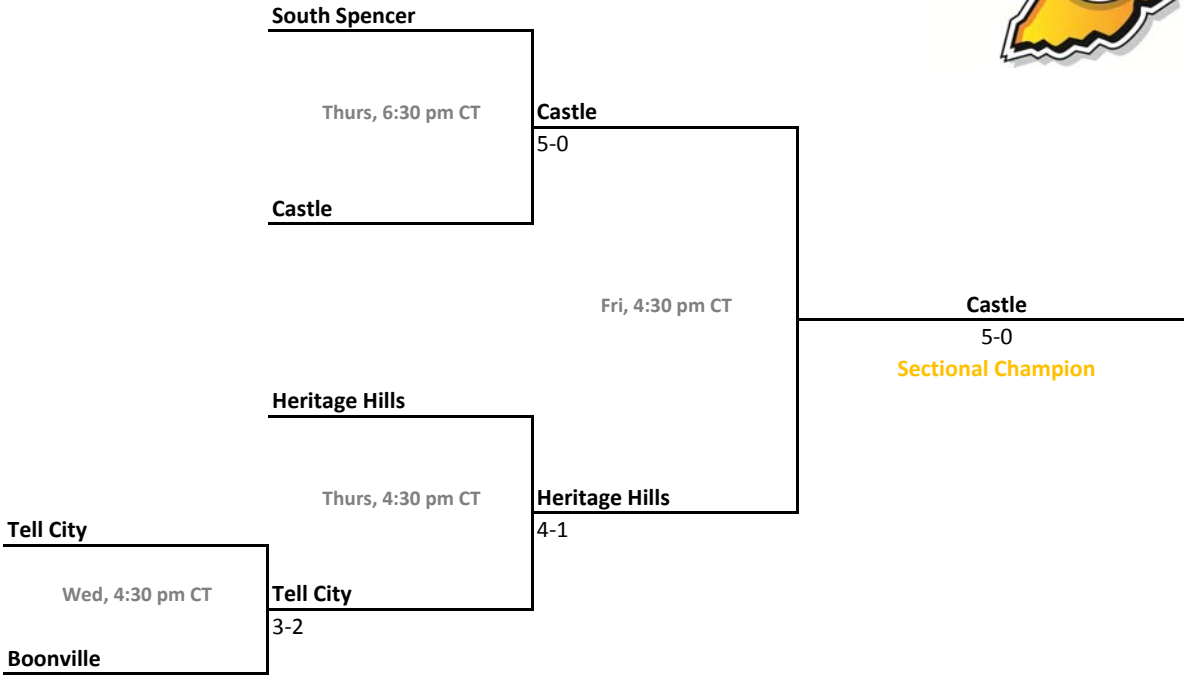 South Spencer
Thurs, 6:30 pm CT
Castle
5-0
Castle
Fri, 4:30 pm CT
Castle
5-0
Sectional Champion
Heritage Hills
Thurs, 4:30 pm CT
Heritage Hills
4-1
Tell City
Wed, 4:30 pm CT
Tell City
3-2
Boonville